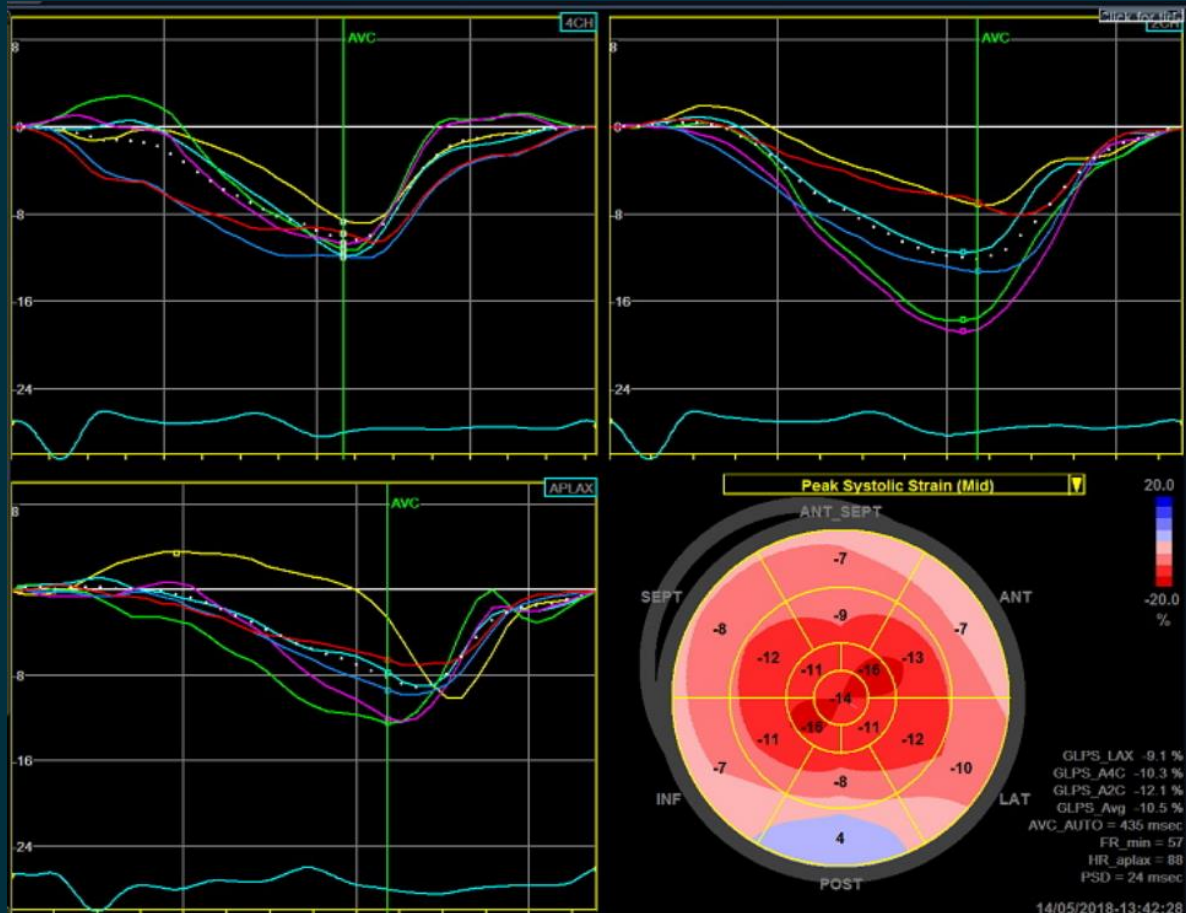 4CH
AVC
8
0
-8
-16
-24
2CH
AVC
8
0
-8
-16
-24
APLAX
AVC
8
-8
-16
-24
Peak Systolic Strain (Mid)
20.0
-20.0
%
ANT_SEPT
SEPT
ANT
INF
LAT
POST
-7
-8
-7
-9
-12
-13
-11
-16
-14
-11
-11
-12
-7
-10
-8
4
GLPS_LAX -9.1 %
GLPS_A4C -10.3 %
GLPS_A2C -12.1 %
GLPS_Avg -10.5 %
AVC_AUTO = 435 msec
FR_min = 57
HR_aplax = 88
PSD = 24 msec
14/05/2018-13:42:28